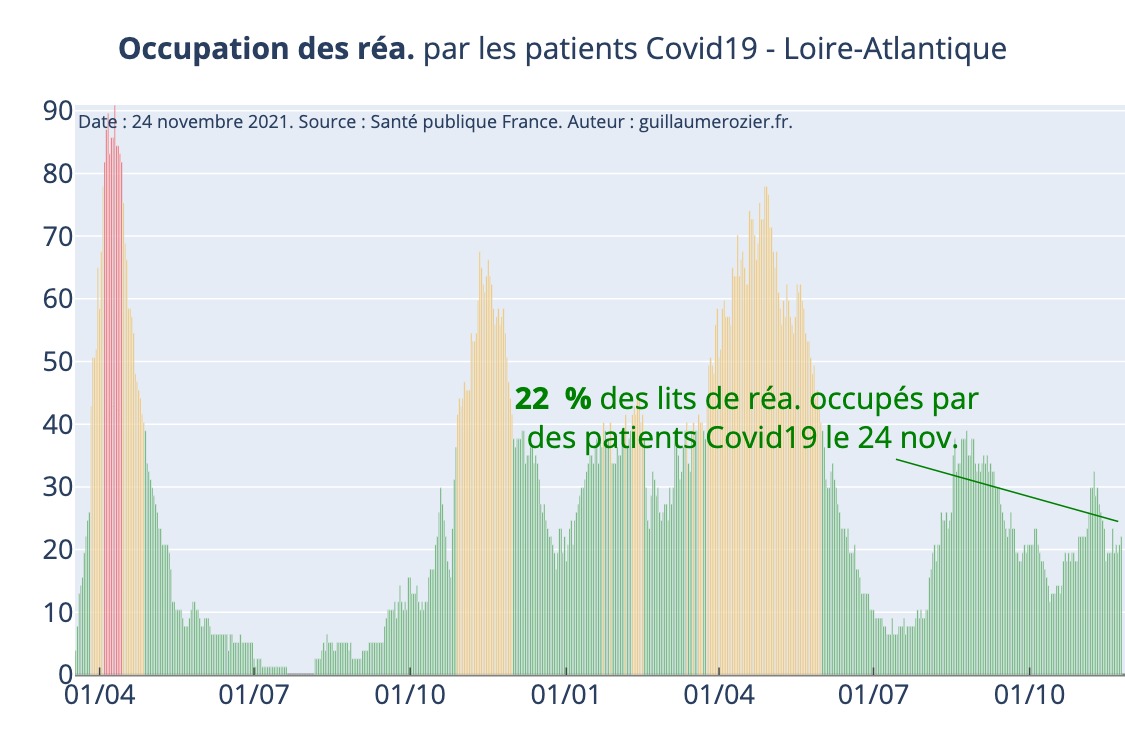 Occupation des réa. par les patients Covid19 - Loire-Atlantique
90
Date : 24 novembre 2021. Source : Santé publique France. Auteur : guillaumerozier.fr.
80
70
60
50
22 % des lits de réa. occupés par
40
des patients Covid19 le 24 nov.
30
20
10
0
01/04 01/07 01/10 01/01 01/04 01/07 01/10